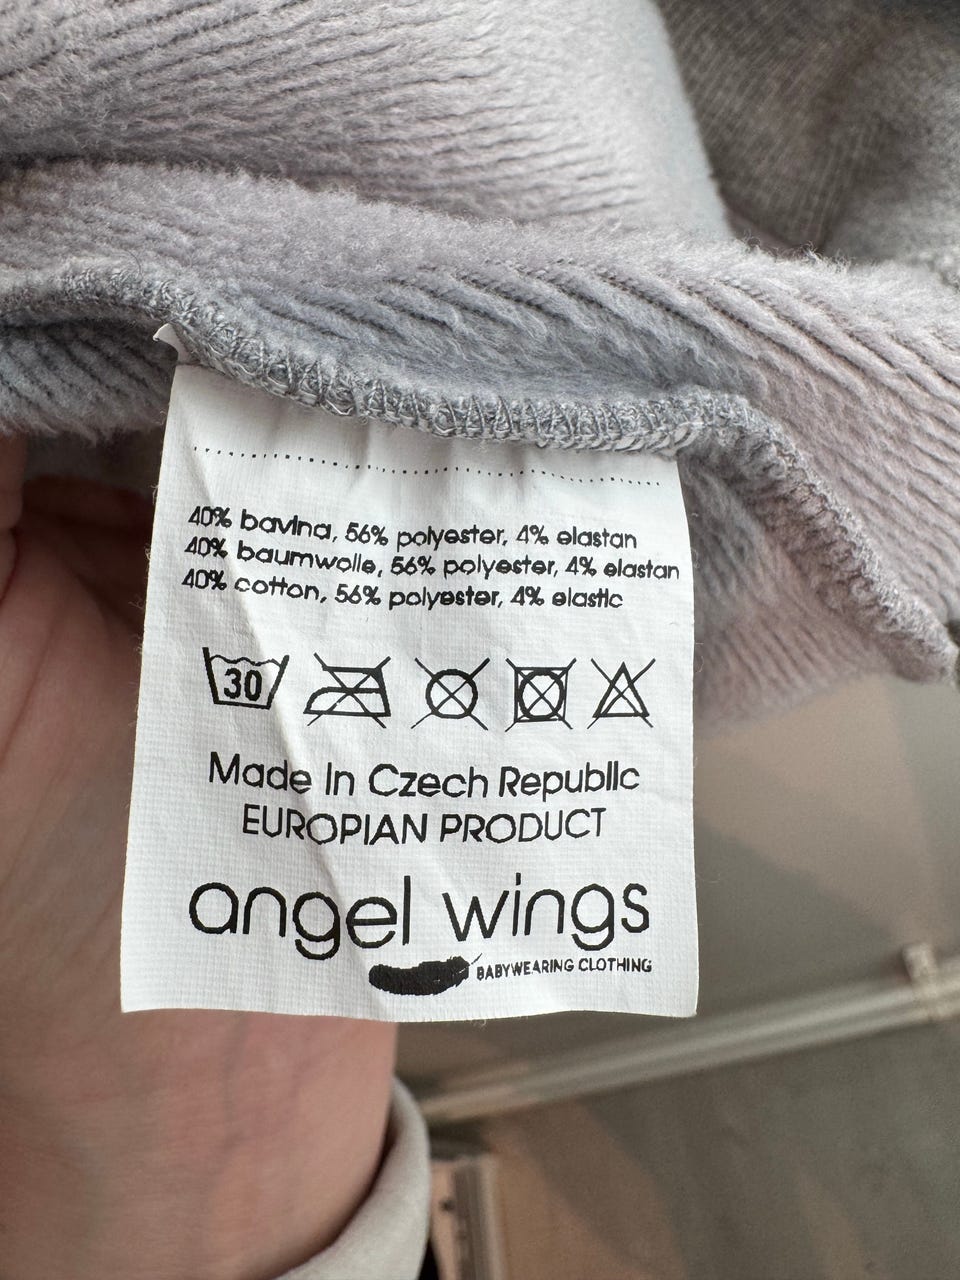 40% bavlna, 56% polyester, 4% elastan
40% baumwolle, 56% polyester, 4% elastan
40% cotton, 56% polyester, 4% elastic
30
Made in Czech Republic
EUROPIAN PRODUCT
angel wings
BABYWEARING CLOTHING